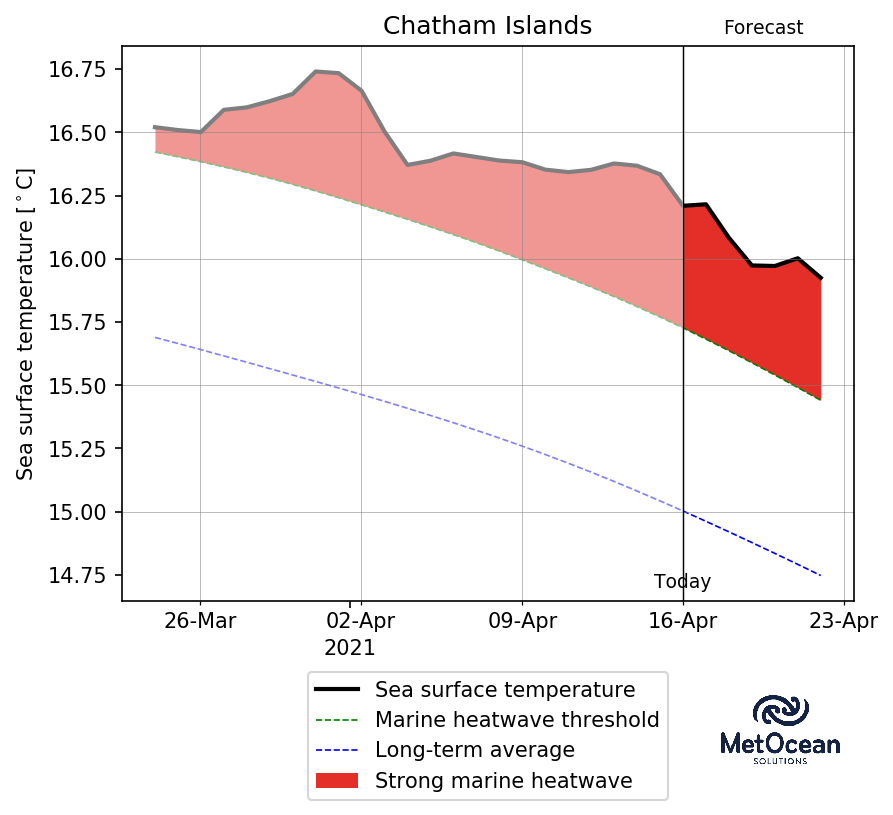 Chatham Islands
Forecast
Sea surface temperature [°C]
16.75
16.50
16.25
16.00
15.75
15.50
15.25
15.00
14.75
Today
26-Mar 02-Apr 09-Apr 16-Apr 23-Apr
2021
Sea surface temperature
Marine heatwave threshold
Long-term average
Strong marine heatwave
MetOcean
SOLUTIONS